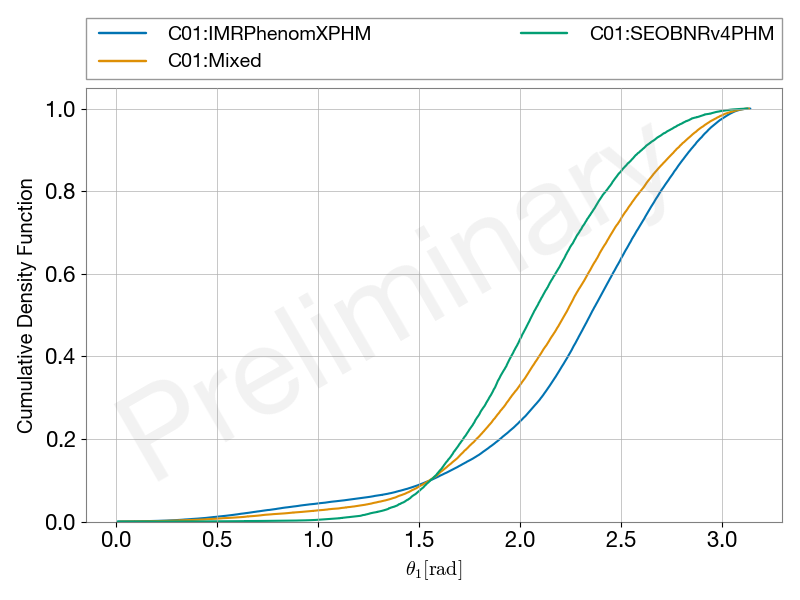 C01:IMRPhenomXPHM
C01:Mixed
C01:SEOBNRv4PHM
Preliminary
Cumulative Density Function
1.0
0.8
0.6
0.4
0.2
0.0
0.0 0.5 1.0 1.5 2.0 2.5 3.0
θ₁[rad]